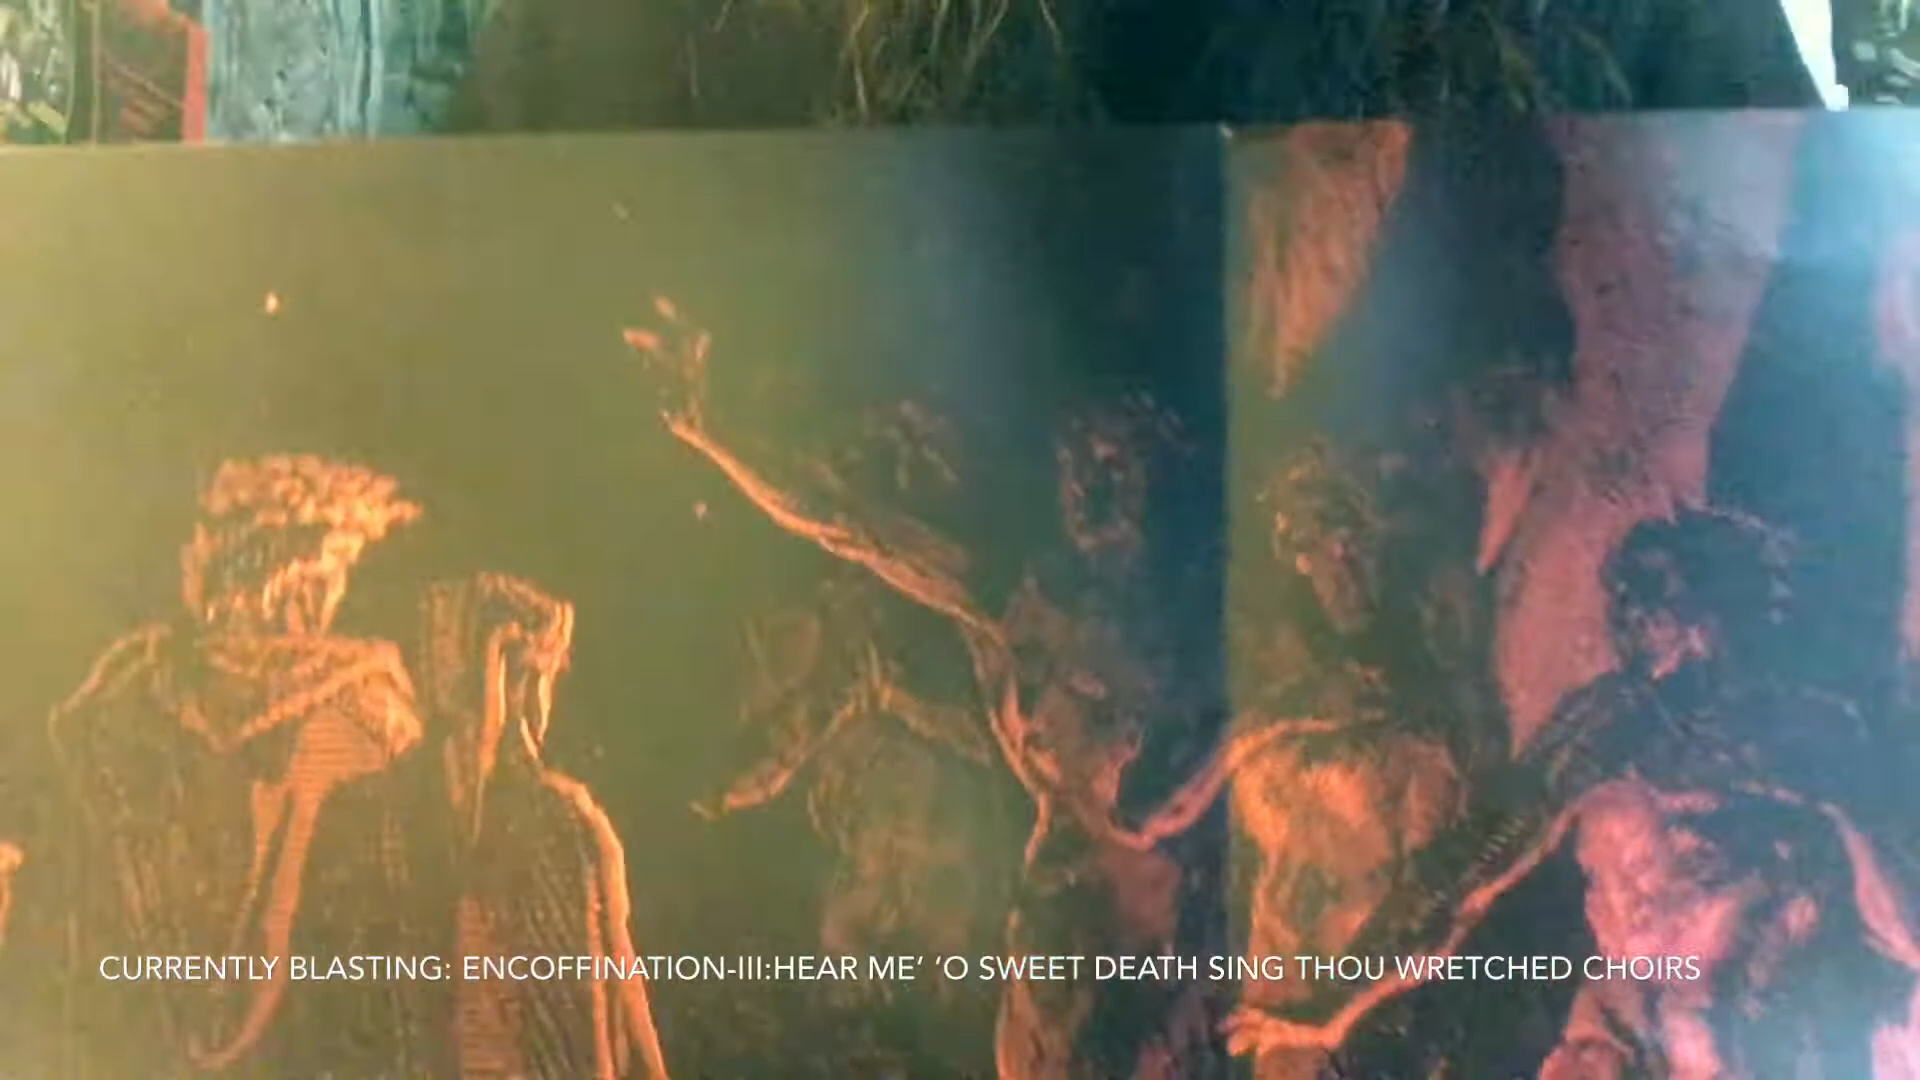 CURRENTLY BLASTING: ENCOFFINATION-III:HEAR ME’ ‘O SWEET DEATH SING THOU WRETCHED CHOIRS